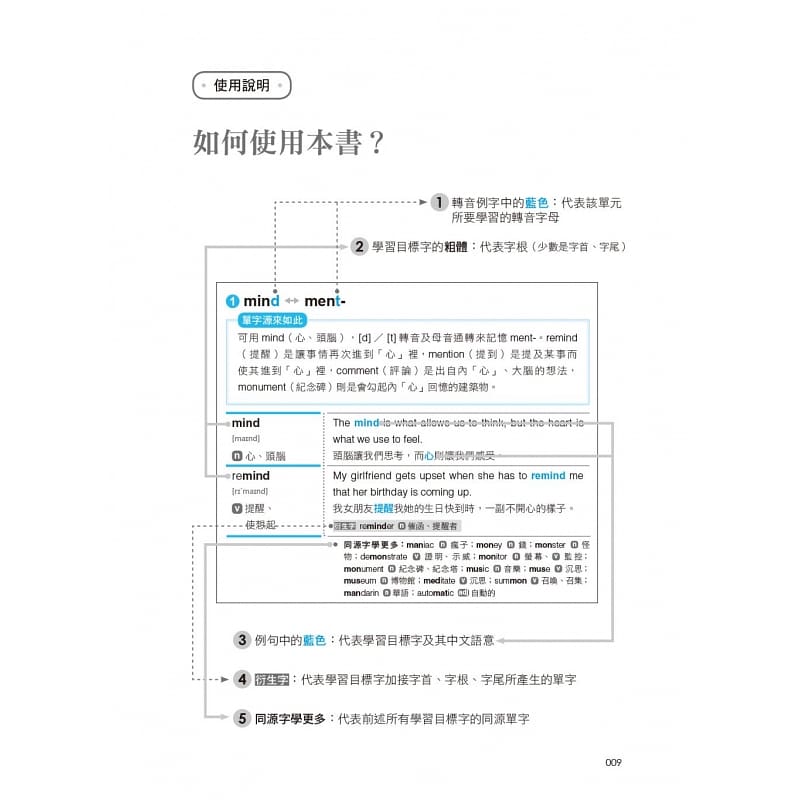 使用說明
如何使用本書？
1 轉音例字中的藍色：代表該單元
所要學習的轉音字母
2 學習目標字的粗體：代表字根（少數是字首、字尾）
1 mind ↔ ment-
單字源來如此
可用 mind（心、頭腦），[d] ／ [t] 轉音及母音通轉來記憶 ment-。remind
（提醒）是讓事情再次進到「心」裡，mention（提到）是提及某事而
使其進到「心」裡，comment（評論）是出自內「心」、大腦的想法，
monument（紀念碑）則是會勾起內「心」回憶的建築物。
mind
[maɪnd]
n 心、頭腦
The mind is what allows us to think, but the heart is
what we use to feel.
頭腦讓我們思考，而心則讓我們感受。
remind
[rɪˋmaɪnd]
v 提醒、
使想起
My girlfriend gets upset when she has to remind me
that her birthday is coming up.
我女朋友提醒我她的生日快到時，一副不開心的樣子。
衍生字 reminder n 催函、提醒者
同源字學更多：maniac n 瘋子；money n 錢；monster n 怪
物；demonstrate v 證明、示威；monitor n 螢幕、v 監控；
monument n 紀念碑、紀念塔；music n 音樂；muse v 沉思；
museum n 博物館；meditate v 沉思；summon v 召喚、召集；
mandarin n 華語；automatic adj 自動的
3 例句中的藍色：代表學習目標字及其中文語意
4 衍生字：代表學習目標字加接字首、字根、字尾所產生的單字
5 同源字學更多：代表前述所有學習目標字的同源單字
009